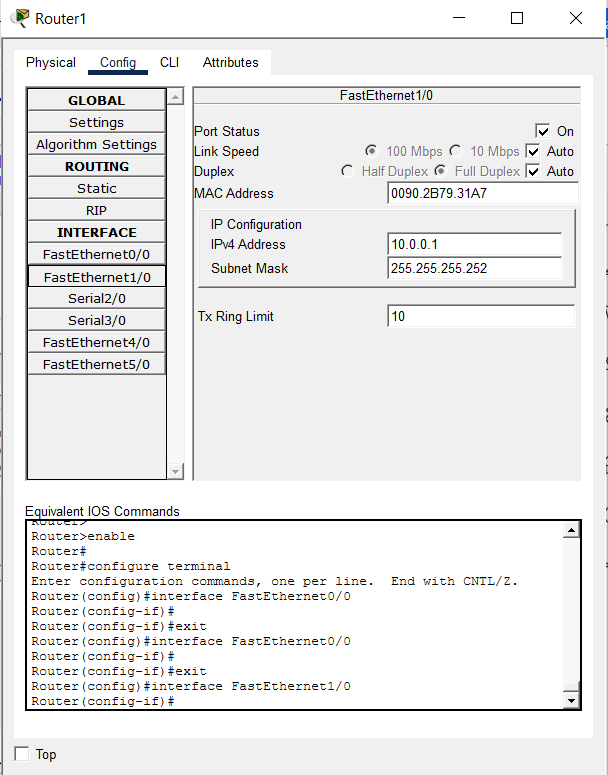 Router1
Physical Config CLI Attributes
GLOBAL
Settings
Algorithm Settings
ROUTING
Static
RIP
INTERFACE
FastEthernet0/0
FastEthernet1/0
Serial2/0
Serial3/0
FastEthernet4/0
FastEthernet5/0
FastEthernet1/0
Port Status On
Link Speed 100 Mbps 10 Mbps Auto
Duplex Half Duplex Full Duplex Auto
MAC Address 0090.2B79.31A7
IP Configuration
IPv4 Address 10.0.0.1
Subnet Mask 255.255.255.252
Tx Ring Limit 10
Equivalent IOS Commands
Router>
Router>enable
Router#
Router#configure terminal
Enter configuration commands, one per line. End with CNTL/Z.
Router(config)#interface FastEthernet0/0
Router(config-if)#
Router(config-if)#exit
Router(config)#interface FastEthernet0/0
Router(config-if)#
Router(config-if)#exit
Router(config)#interface FastEthernet1/0
Router(config-if)#
Top